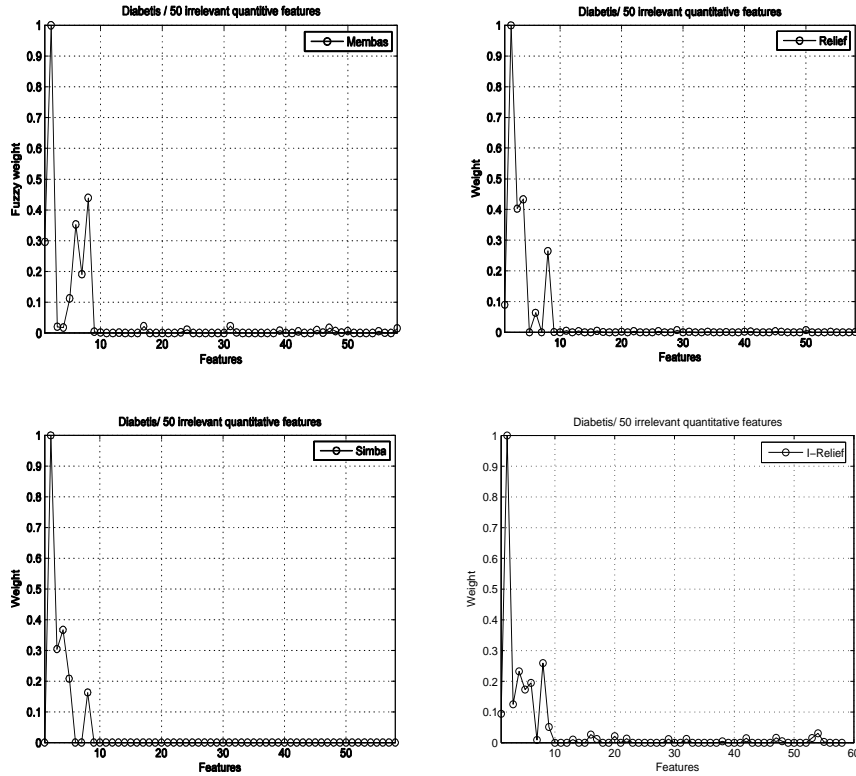 Diabetis / 50 irrelevant quantitive features
Membas
1
0.9
0.8
0.7
0.6
0.5
0.4
0.3
0.2
0.1
0
Fuzzy weight
10 20 30 40 50
Features
Diabetis/ 50 irrelevant quantitative features
Relief
1
0.9
0.8
0.7
0.6
0.5
0.4
0.3
0.2
0.1
0
Weight
10 20 30 40 50
Features
Diabetis/ 50 irrelevant quantitative features
Simba
1
0.9
0.8
0.7
0.6
0.5
0.4
0.3
0.2
0.1
0
Weight
10 20 30 40 50
Features
Diabetis/ 50 irrelevant quantitative features
I-Relief
1
0.9
0.8
0.7
0.6
0.5
0.4
0.3
0.2
0.1
0
Weight
10 20 30 40 50 60
Features